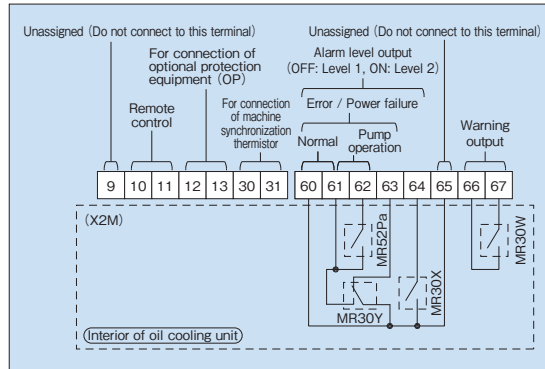 Unassigned (Do not connect to this terminal)
Unassigned (Do not connect to this terminal)
For connection of
optional protection
equipment (OP)
Alarm level output
(OFF: Level 1, ON: Level 2)
Remote
control
For connection
of machine
synchronization
thermistor
Error / Power failure
Normal
Pump
operation
Warning
output
9 10 11 12 13 30 31 60 61 62 63 64 65 66 67
(X2M)
MR52Pa
MR30W
MR30X
MR30Y
Interior of oil cooling unit